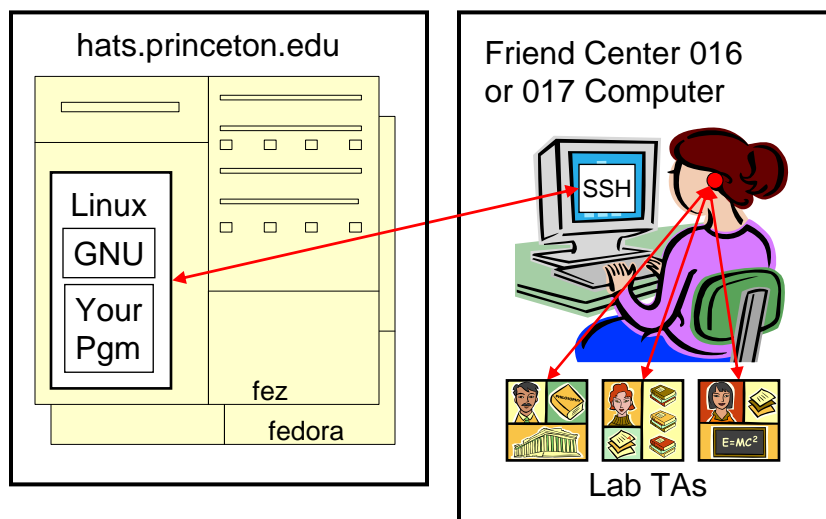 hats.princeton.edu
Linux
GNU
Your
Pgm
fez
fedora
Friend Center 016
or 017 Computer
SSH
PHILOSOPHY
E=MC²
Lab TAs